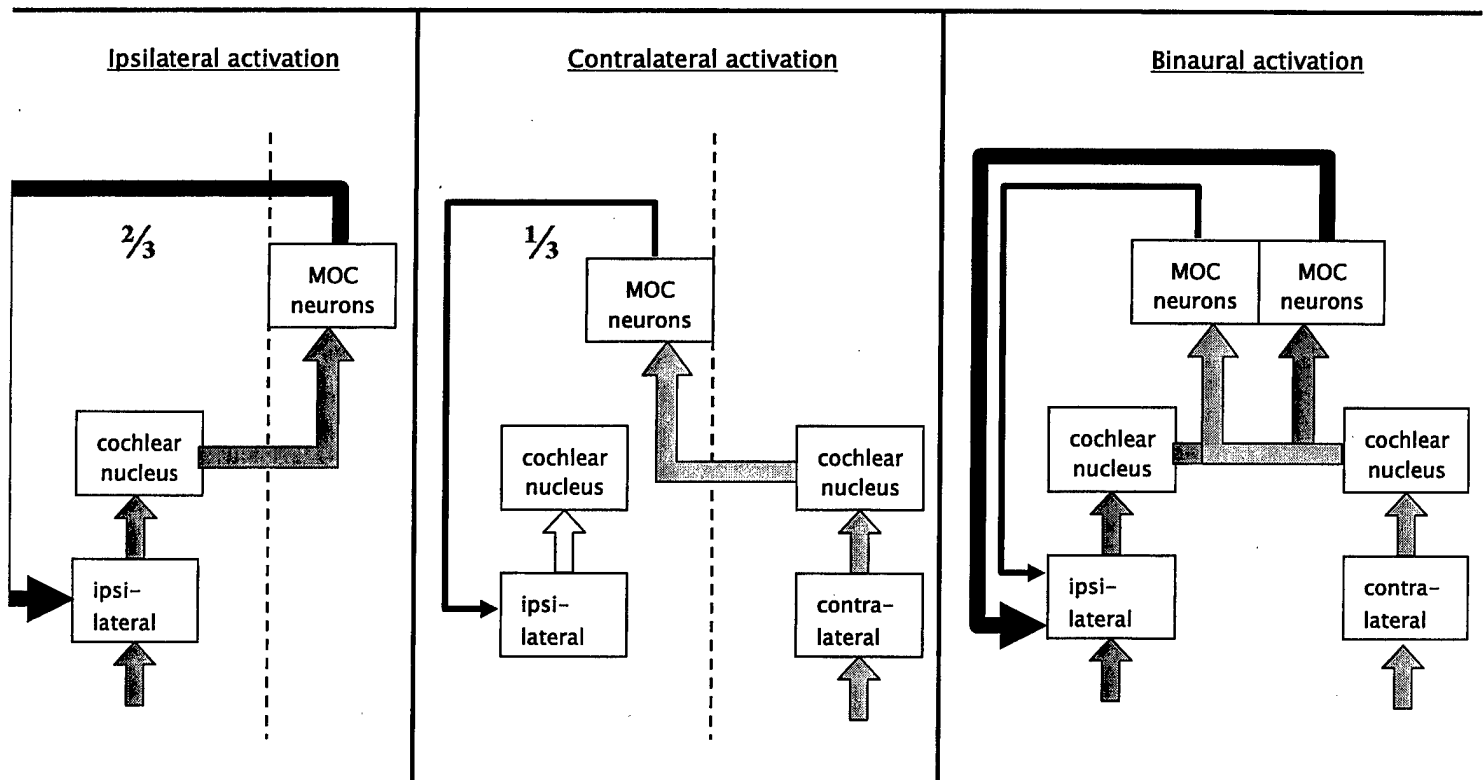 Ipsilateral activation
2/3
MOC
neurons
cochlear
nucleus
ipsi-
lateral
Contralateral activation
1/3
MOC
neurons
cochlear
nucleus
cochlear
nucleus
ipsi-
lateral
contra-
lateral
Binaural activation
MOC
neurons
MOC
neurons
cochlear
nucleus
cochlear
nucleus
ipsi-
lateral
contra-
lateral